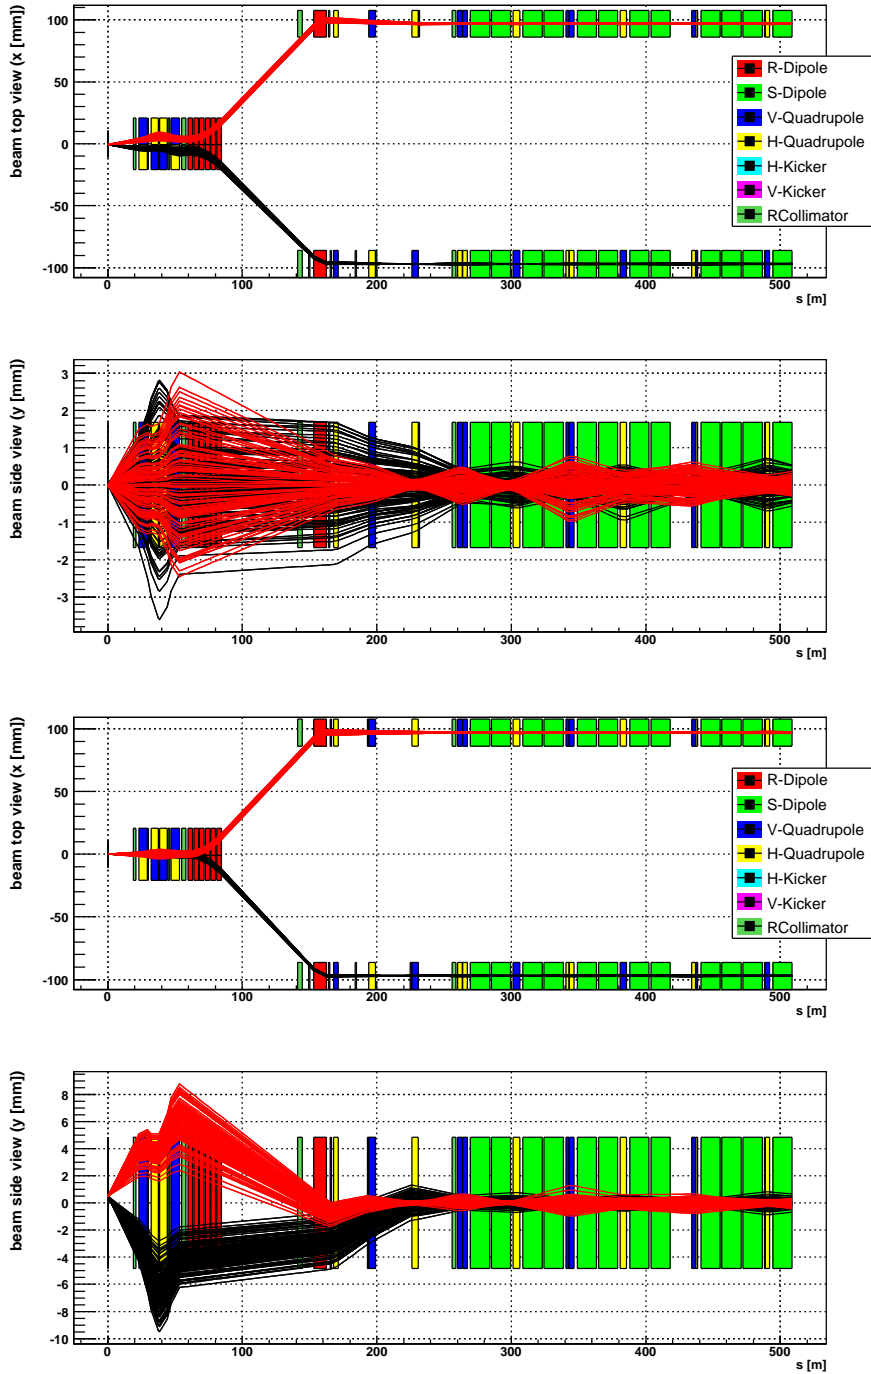 beam top view (x [mm])
100
50
0
-50
-100
R-Dipole
S-Dipole
V-Quadrupole
H-Quadrupole
H-Kicker
V-Kicker
RCollimator
0 100 200 300 400 500
s [m]
beam side view (y [mm])
3
2
1
0
-1
-2
-3
0 100 200 300 400 500
s [m]
beam top view (x [mm])
100
50
0
-50
-100
R-Dipole
S-Dipole
V-Quadrupole
H-Quadrupole
H-Kicker
V-Kicker
RCollimator
0 100 200 300 400 500
s [m]
beam side view (y [mm])
8
6
4
2
0
-2
-4
-6
-8
-10
0 100 200 300 400 500
s [m]